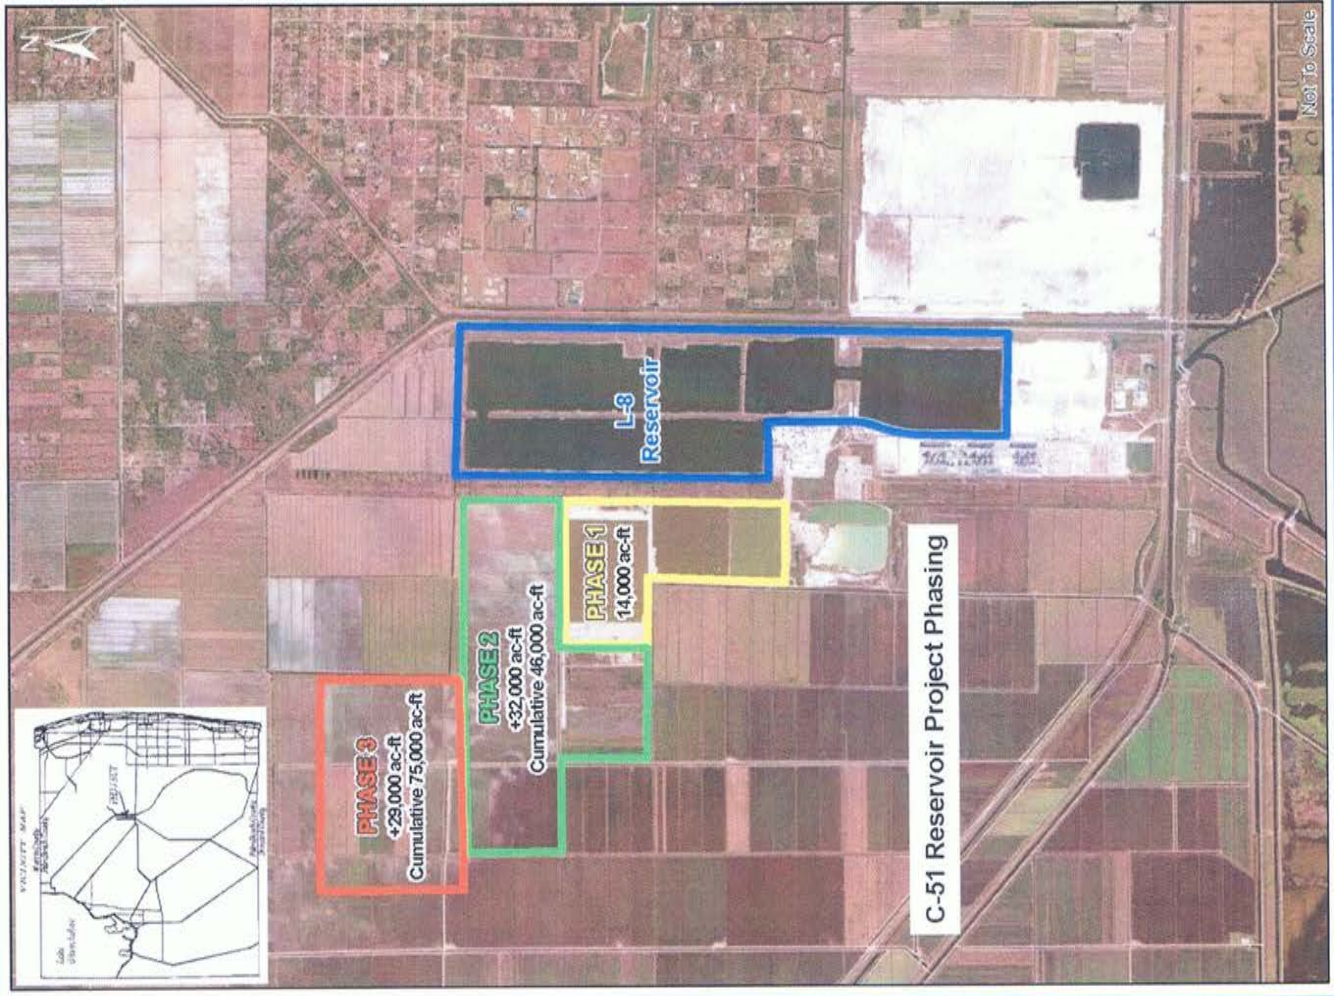 VICINITY MAP
PROJECT
PHASE 3
+29,000 ac-ft
Cumulative 75,000 ac-ft
PHASE 2
+32,000 ac-ft
Cumulative 46,000 ac-ft
PHASE 1
14,000 ac-ft
L-8
Reservoir
C-51 Reservoir Project Phasing
N
Not To Scale